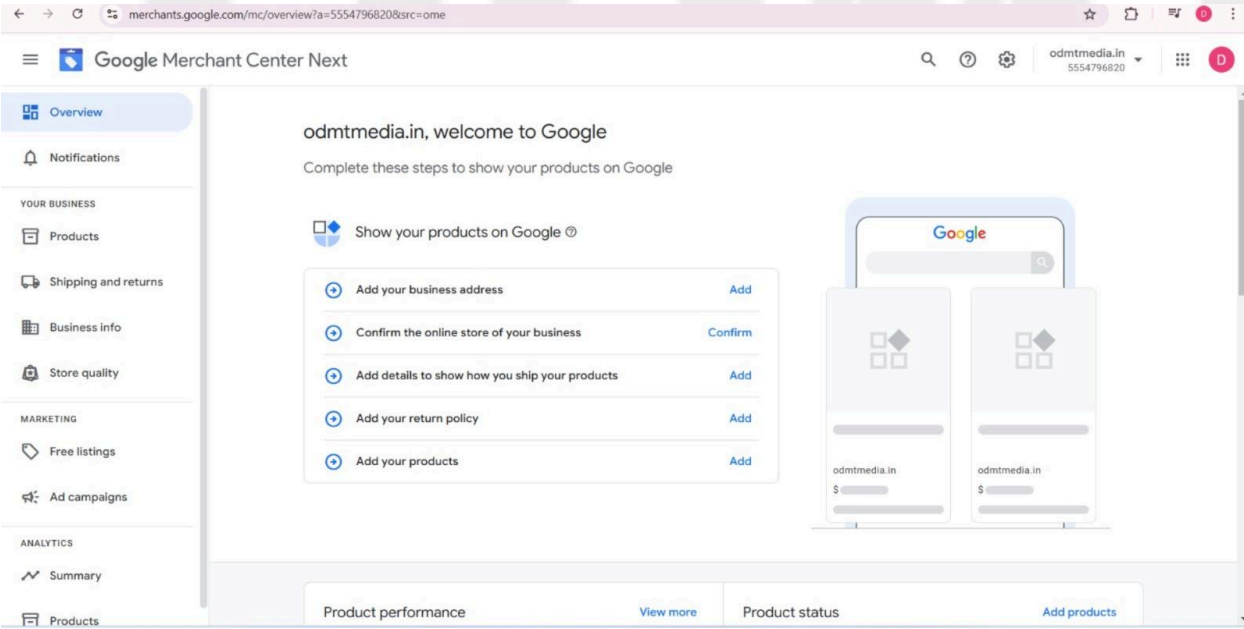 merchants.google.com/mc/overview?a=5554796820&src=ome
D
Google Merchant Center Next
odmtmedia.in
5554796820
D
Overview
Notifications
YOUR BUSINESS
Products
Shipping and returns
Business info
Store quality
MARKETING
Free listings
Ad campaigns
ANALYTICS
Summary
Products
odmtmedia.in, welcome to Google
Complete these steps to show your products on Google
Show your products on Google
Add your business address Add
Confirm the online store of your business Confirm
Add details to show how you ship your products Add
Add your return policy Add
Add your products Add
Google
odmtmedia.in odmtmedia.in
$ $
Product performance View more Product status Add products